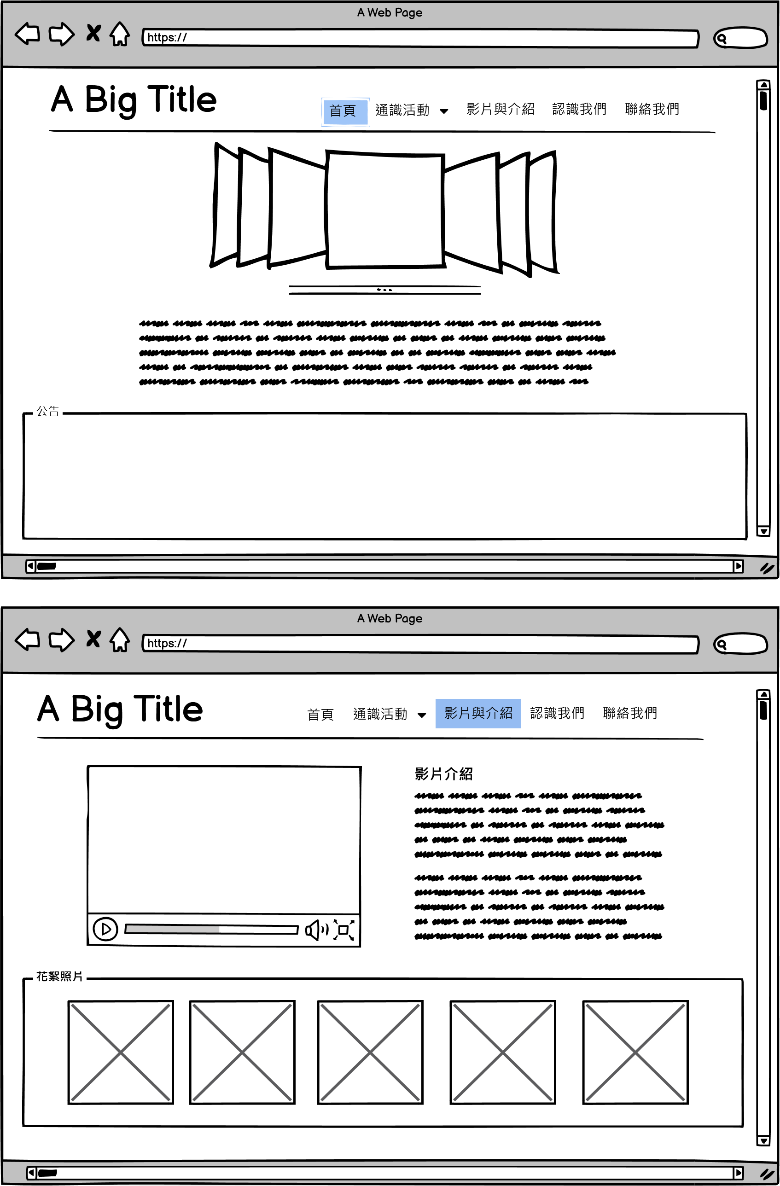 A Web Page
https://
A Big Title
首頁 通識活動 影片與介紹 認識我們 聯絡我們
公告
A Web Page
https://
A Big Title
首頁 通識活動 影片與介紹 認識我們 聯絡我們
影片介紹
花絮照片